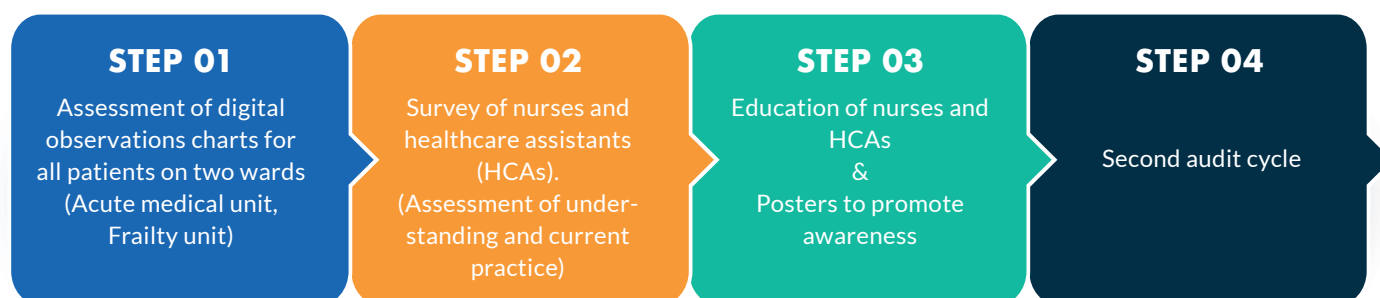 STEP 01
Assessment of digital
observations charts for
all patients on two wards
(Acute medical unit,
Frailty unit)
STEP 02
Survey of nurses and
healthcare assistants
(HCAs).
(Assessment of under-
standing and current
practice)
STEP 03
Education of nurses and
HCAs
&
Posters to promote
awareness
STEP 04
Second audit cycle